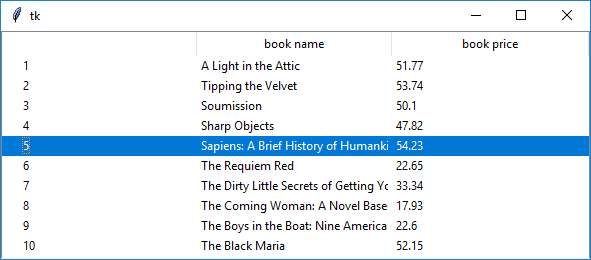 tk
book name book price
1 A Light in the Attic 51.77
2 Tipping the Velvet 53.74
3 Soumission 50.1
4 Sharp Objects 47.82
5 Sapiens: A Brief History of Humanki 54.23
6 The Requiem Red 22.65
7 The Dirty Little Secrets of Getting Yo 33.34
8 The Coming Woman: A Novel Base 17.93
9 The Boys in the Boat: Nine America 22.6
10 The Black Maria 52.15